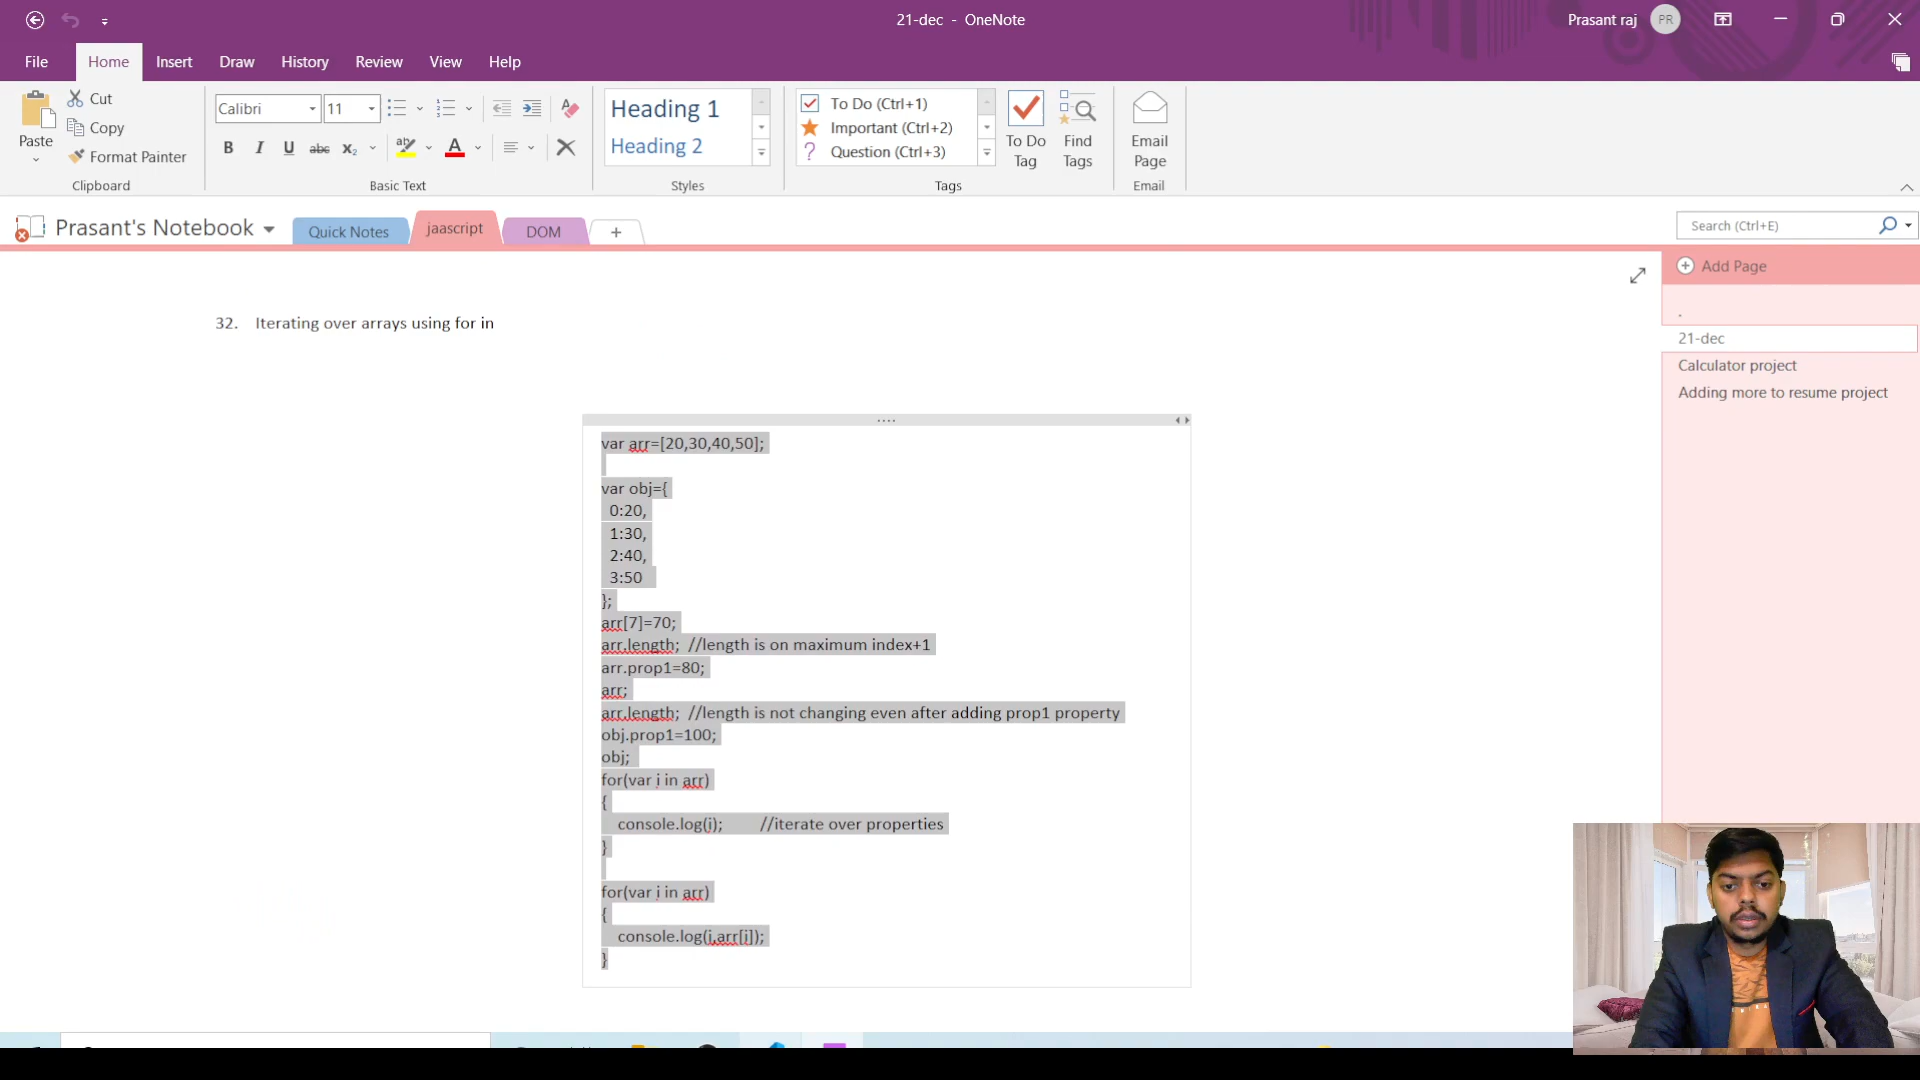 21-dec - OneNote
Prasant raj
PR
File
Home
Insert
Draw
History
Review
View
Help
Paste
Cut
Copy
Format Painter
Clipboard
Calibri
11
B
I
U
abc
X₂
aby
A
Basic Text
Heading 1
Heading 2
Styles
To Do (Ctrl+1)
Important (Ctrl+2)
Question (Ctrl+3)
To Do
Tag
Find
Tags
Tags
Email
Page
Email
Prasant's Notebook
Quick Notes
jaascript
DOM
+
Search (Ctrl+E)
Add Page
.
21-dec
Calculator project
Adding more to resume project
32. Iterating over arrays using for in
var arr=[20,30,40,50];
var obj={
0:20,
1:30,
2:40,
3:50
};
arr[7]=70;
arr.length; //length is on maximum index+1
arr.prop1=80;
arr;
arr.length; //length is not changing even after adding prop1 property
obj.prop1=100;
obj;
for(var i in arr)
{
console.log(i); //iterate over properties
}
for(var i in arr)
{
console.log(i,arr[i]);
}